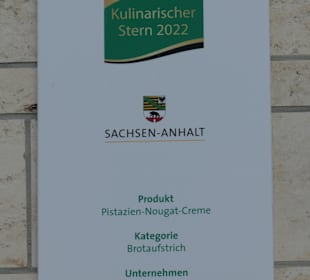 Kulinarischer
Stern 2022
SACHSEN-ANHALT
Produkt
Pistazien-Nougat-Creme
Kategorie
Brotaufstrich
Unternehmen